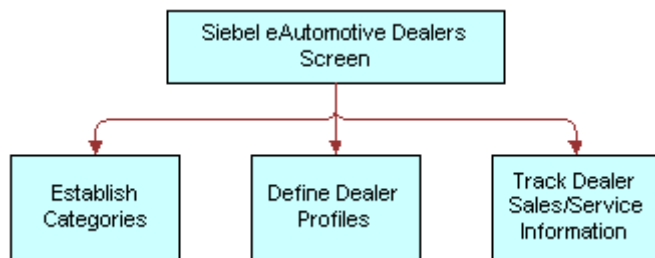 Siebel eAutomotive Dealers
Screen
Establish
Categories
Define Dealer
Profiles
Track Dealer
Sales/Service
Information